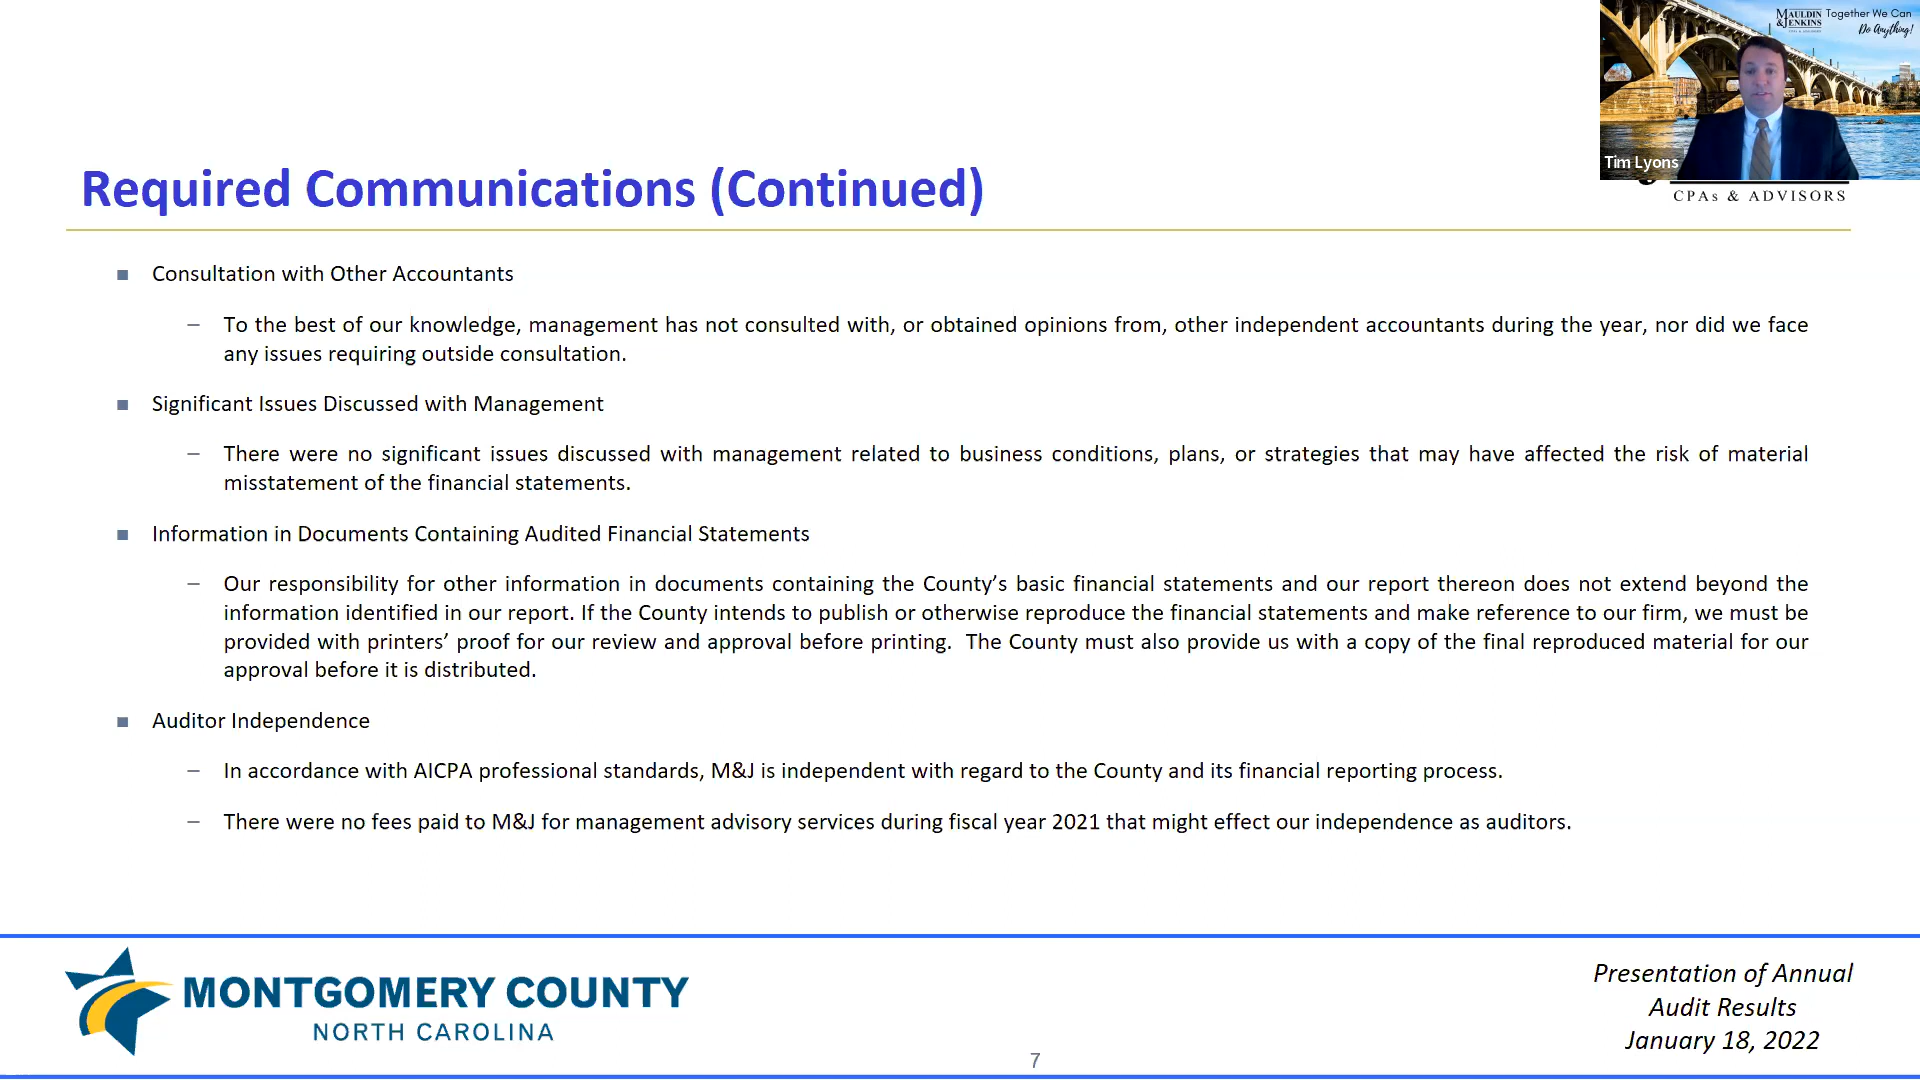 MAULDIN
&JENKINS
Together We Can
Do Anything!
Tim Lyons
CPAs & ADVISORS
Required Communications (Continued)
Consultation with Other Accountants
– To the best of our knowledge, management has not consulted with, or obtained opinions from, other independent accountants during the year, nor did we face
any issues requiring outside consultation.
Significant Issues Discussed with Management
– There were no significant issues discussed with management related to business conditions, plans, or strategies that may have affected the risk of material
misstatement of the financial statements.
Information in Documents Containing Audited Financial Statements
– Our responsibility for other information in documents containing the County’s basic financial statements and our report thereon does not extend beyond the
information identified in our report. If the County intends to publish or otherwise reproduce the financial statements and make reference to our firm, we must be
provided with printers’ proof for our review and approval before printing.  The County must also provide us with a copy of the final reproduced material for our
approval before it is distributed.
Auditor Independence
– In accordance with AICPA professional standards, M&J is independent with regard to the County and its financial reporting process.
– There were no fees paid to M&J for management advisory services during fiscal year 2021 that might effect our independence as auditors.
MONTGOMERY COUNTY
NORTH CAROLINA
7
Presentation of Annual
Audit Results
January 18, 2022